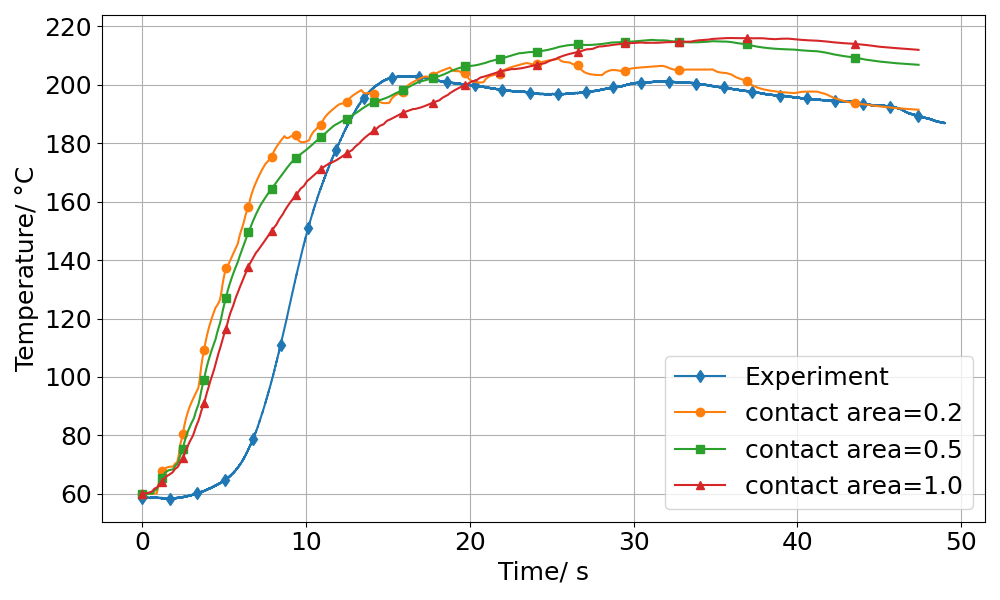 Temperature/ °C
220
200
180
160
140
120
100
80
60
0
10
20
30
40
50
Time/ s
Experiment
contact area=0.2
contact area=0.5
contact area=1.0